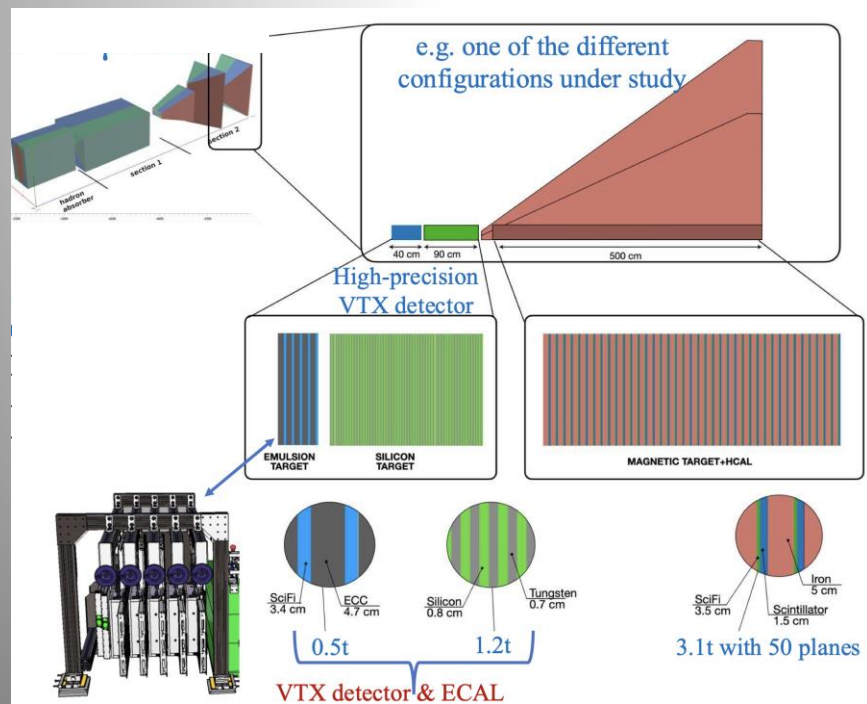 e.g. one of the different
configurations under study
section 2
section 1
hadron
absorber
40 cm
90 cm
500 cm
High-precision
VTX detector
EMULSION
TARGET
SILICON
TARGET
MAGNETIC TARGET+HCAL
SciFi
3.4 cm
ECC
4.7 cm
Silicon
0.8 cm
Tungsten
0.7 cm
SciFi
3.5 cm
Scintillator
1.5 cm
Iron
5 cm
0.5t
1.2t
3.1t with 50 planes
VTX detector & ECAL